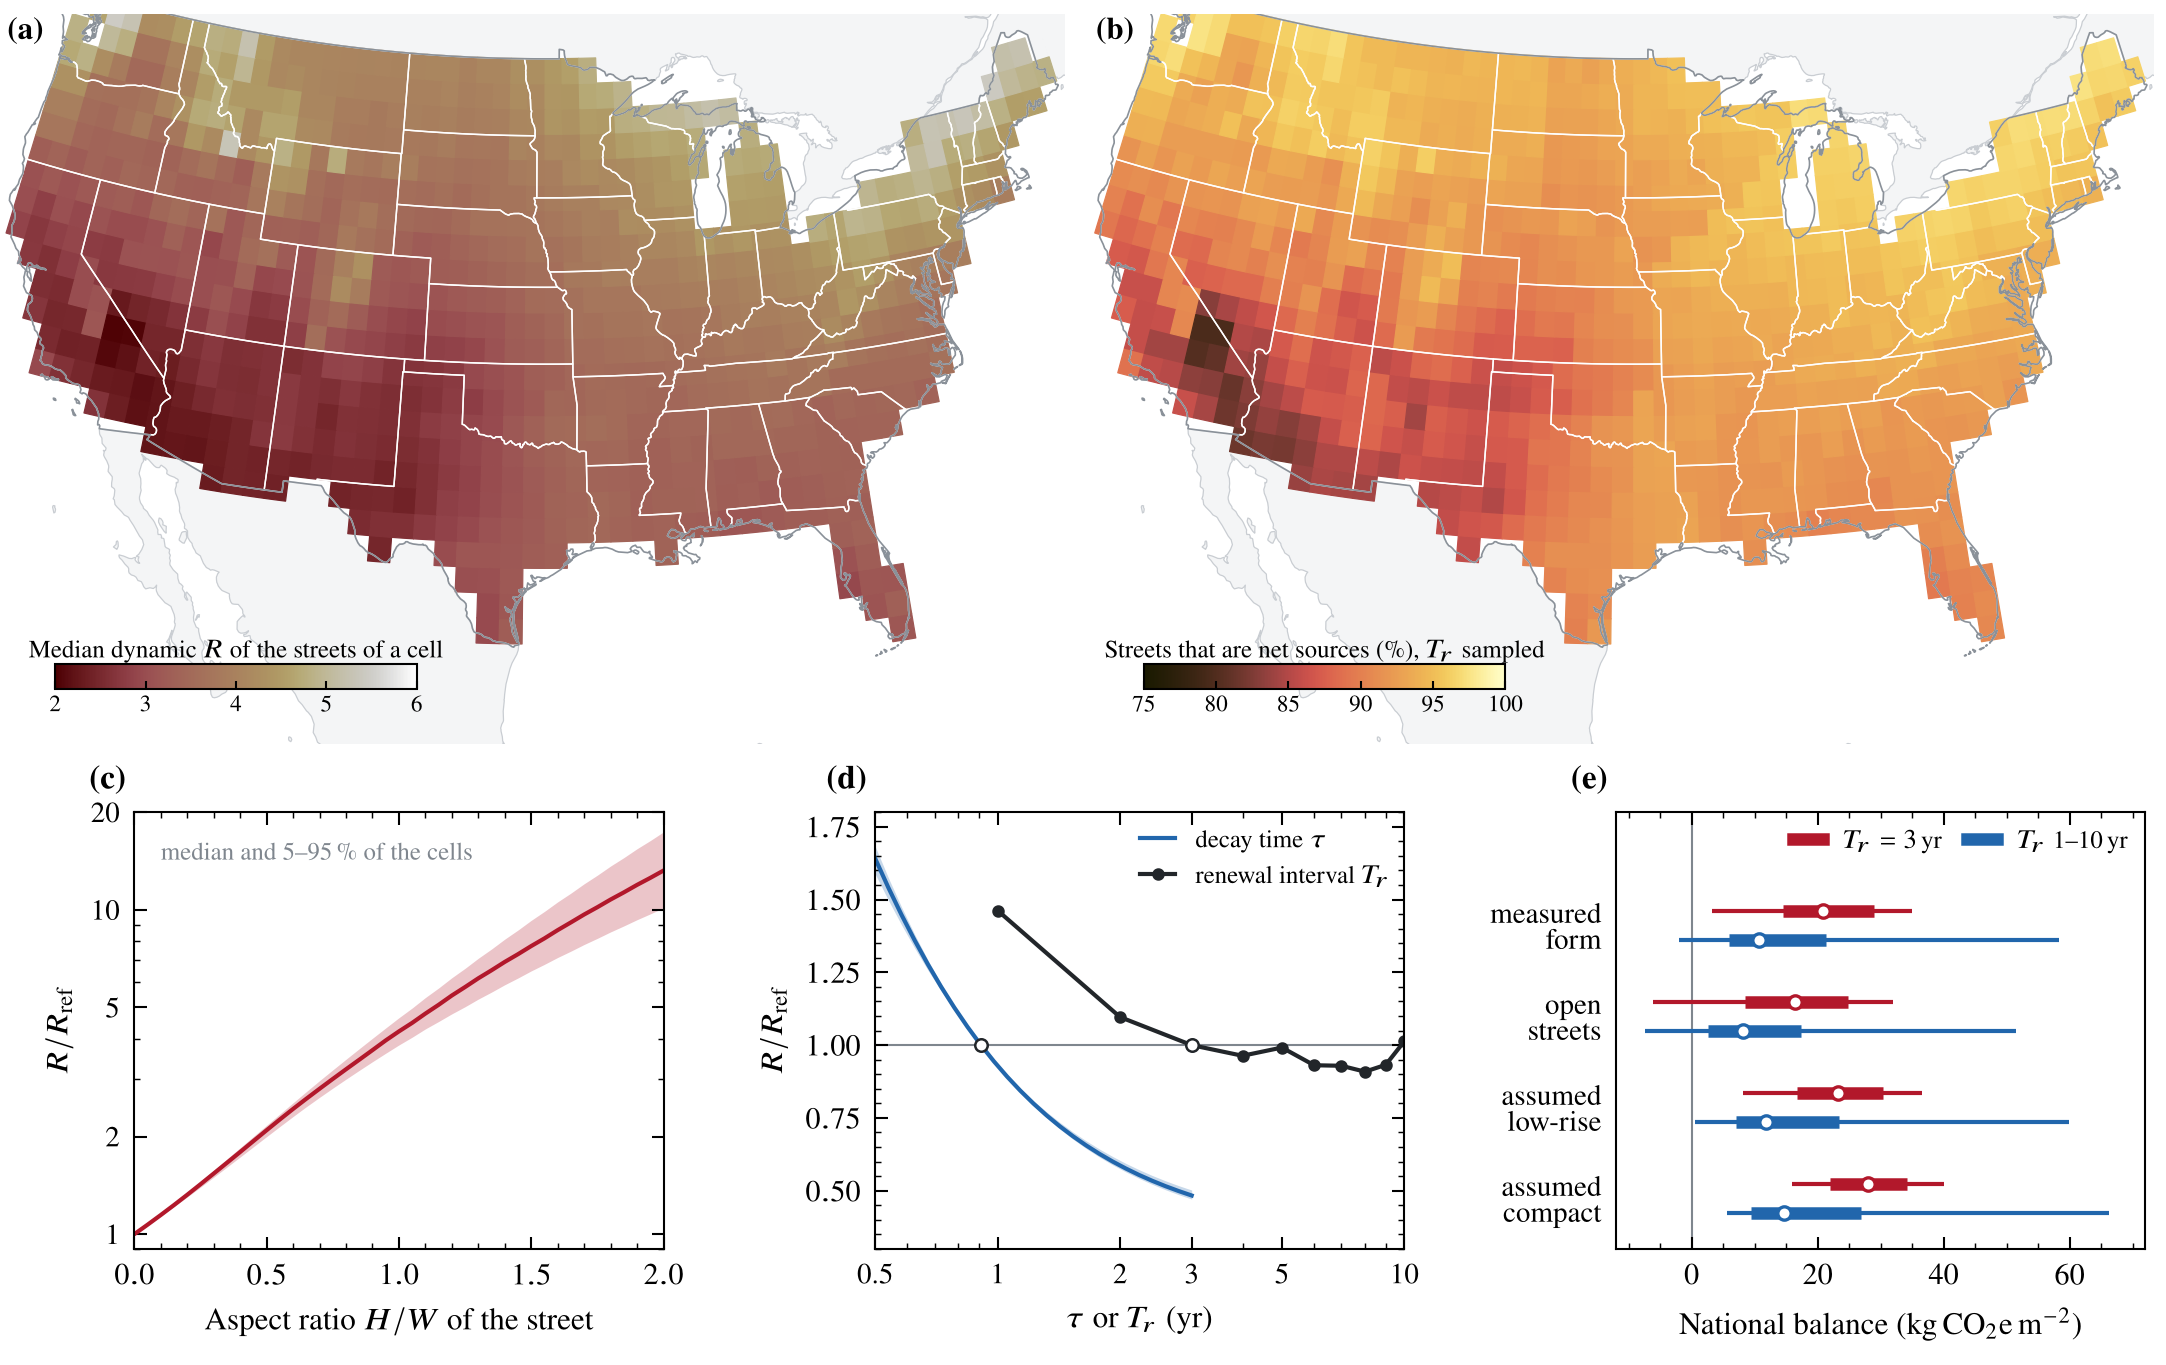 (a)
(b)
Median dynamic R of the streets of a cell
2 3 4 5 6
Streets that are net sources (%), Tr sampled
75 80 85 90 95 100
(c)
20
10
5
2
1
median and 5–95 % of the cells
R/Rref
0.0 0.5 1.0 1.5 2.0
Aspect ratio H/W of the street
(d)
1.75
1.50
1.25
1.00
0.75
0.50
decay time τ
renewal interval Tr
R/Rref
0.5 1 2 3 5 10
τ or Tr (yr)
(e)
Tr = 3 yr Tr 1–10 yr
measured
form
open
streets
assumed
low-rise
assumed
compact
0 20 40 60
National balance (kg CO₂e m⁻²)